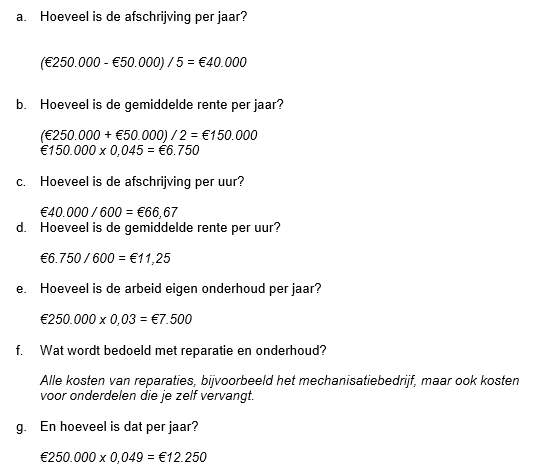 a. Hoeveel is de afschrijving per jaar?
(€250.000 - €50.000) / 5 = €40.000
b. Hoeveel is de gemiddelde rente per jaar?
(€250.000 + €50.000) / 2 = €150.000
€150.000 x 0,045 = €6.750
c. Hoeveel is de afschrijving per uur?
€40.000 / 600 = €66,67
d. Hoeveel is de gemiddelde rente per uur?
€6.750 / 600 = €11,25
e. Hoeveel is de arbeid eigen onderhoud per jaar?
€250.000 x 0,03 = €7.500
f. Wat wordt bedoeld met reparatie en onderhoud?
Alle kosten van reparaties, bijvoorbeeld het mechanisatiebedrijf, maar ook kosten
voor onderdelen die je zelf vervangt.
g. En hoeveel is dat per jaar?
€250.000 x 0,049 = €12.250